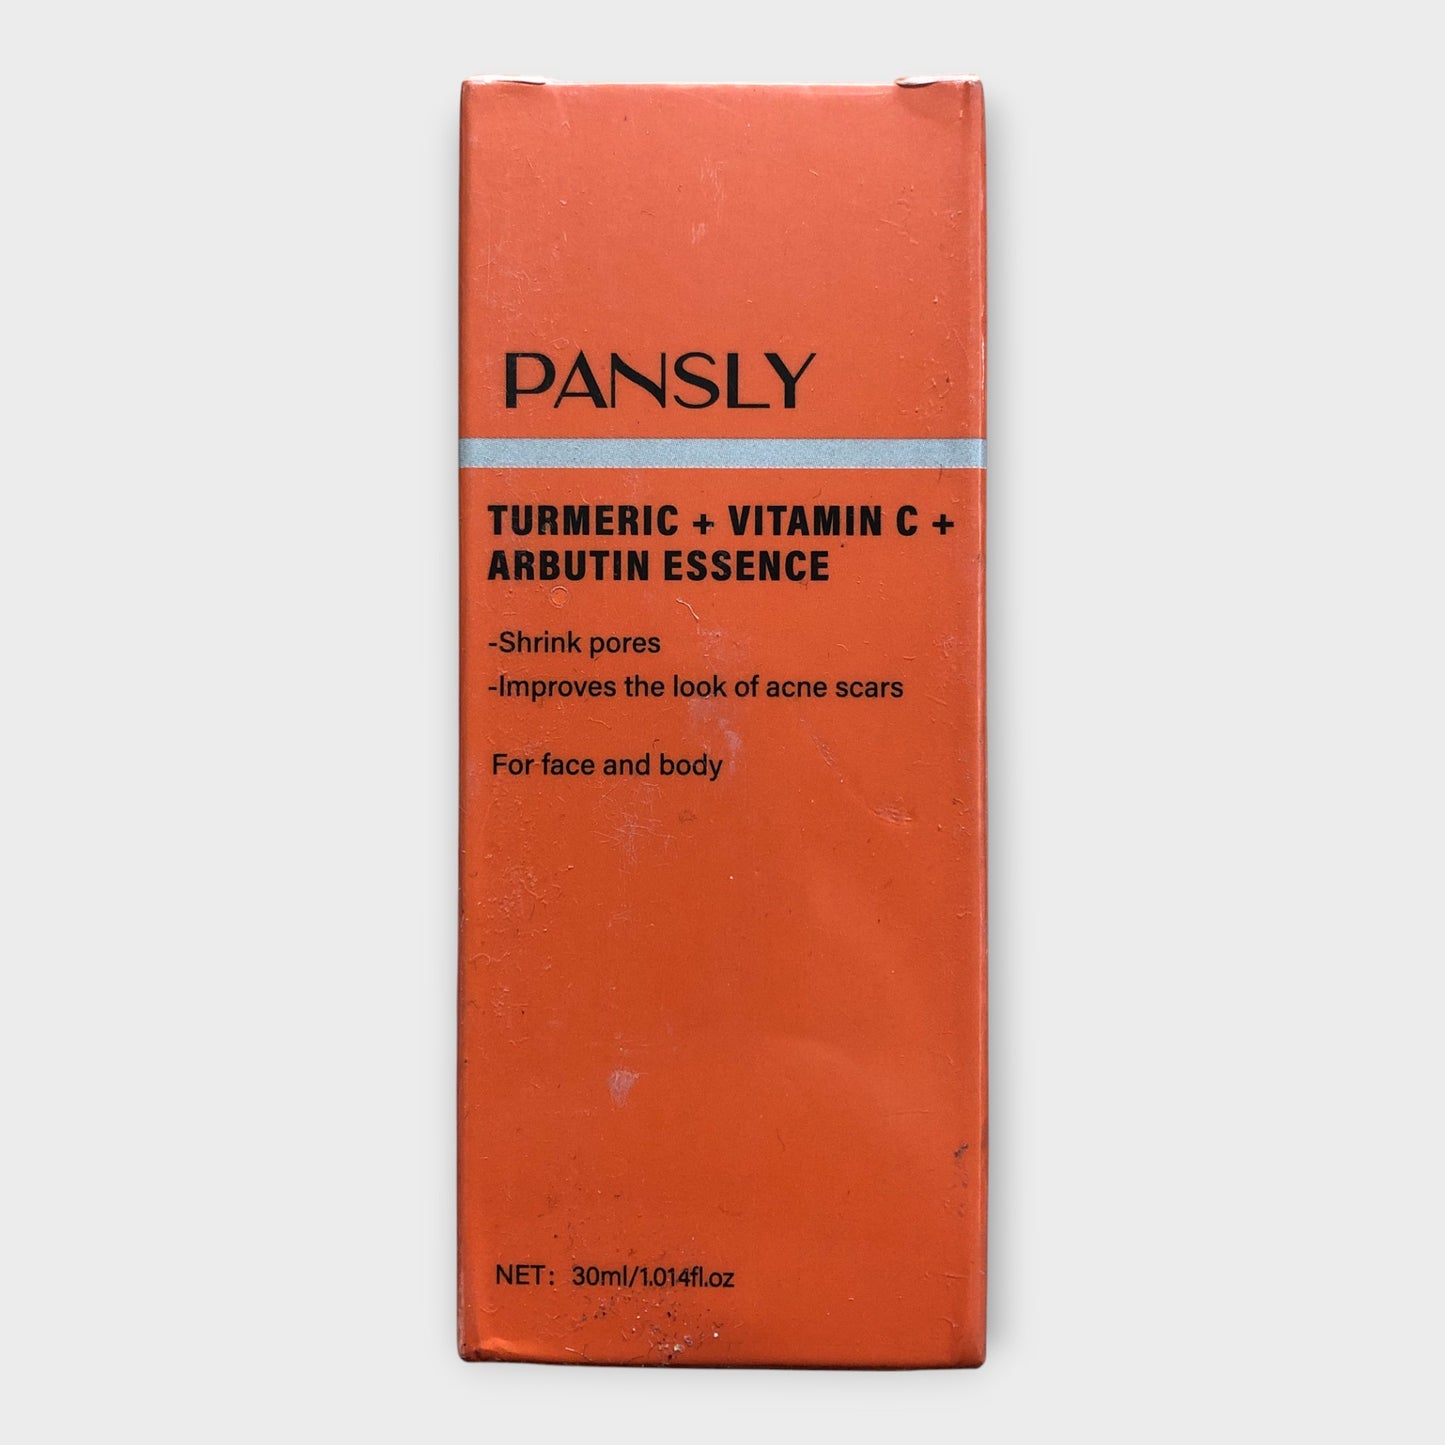 PANSLY
TURMERIC + VITAMIN C +
ARBUTIN ESSENCE
-Shrink pores
-Improves the look of acne scars
For face and body
NET: 30ml/1.014fl.oz